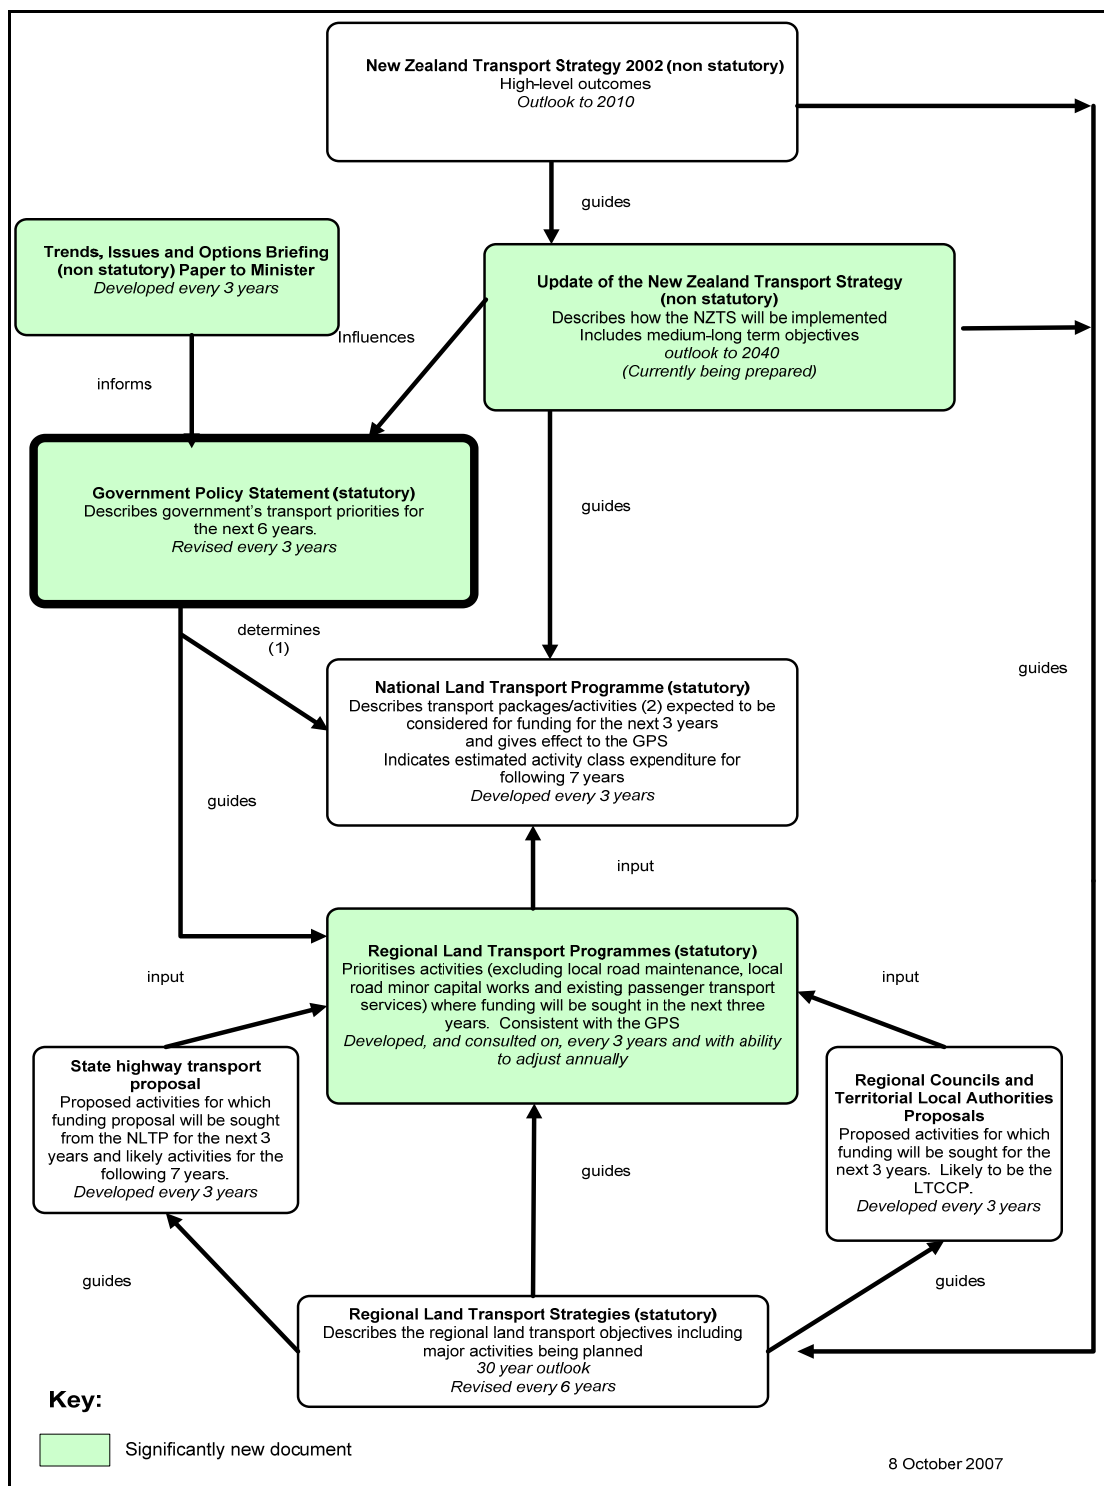 New Zealand Transport Strategy 2002 (non statutory)
High-level outcomes
Outlook to 2010
guides
Trends, Issues and Options Briefing
(non statutory) Paper to Minister
Developed every 3 years
Update of the New Zealand Transport Strategy
(non statutory)
Describes how the NZTS will be implemented
Includes medium-long term objectives
outlook to 2040
(Currently being prepared)
Influences
informs
Government Policy Statement (statutory)
Describes government's transport priorities for
the next 6 years.
Revised every 3 years
guides
determines
(1)
guides
National Land Transport Programme (statutory)
Describes transport packages/activities (2) expected to be
considered for funding for the next 3 years
and gives effect to the GPS
Indicates estimated activity class expenditure for
following 7 years
Developed every 3 years
guides
input
Regional Land Transport Programmes (statutory)
Prioritises activities (excluding local road maintenance, local
road minor capital works and existing passenger transport
services) where funding will be sought in the next three
years. Consistent with the GPS
Developed, and consulted on, every 3 years and with ability
to adjust annually
input
input
State highway transport
proposal
Proposed activities for which
funding proposal will be sought
from the NLTP for the next 3
years and likely activities for the
following 7 years.
Developed every 3 years
Regional Councils and
Territorial Local Authorities
Proposals
Proposed activities for which
funding will be sought for the
next 3 years. Likely to be the
LTCCP.
Developed every 3 years
guides
guides
guides
Regional Land Transport Strategies (statutory)
Describes the regional land transport objectives including
major activities being planned
30 year outlook
Revised every 6 years
Key:
Significantly new document
8 October 2007